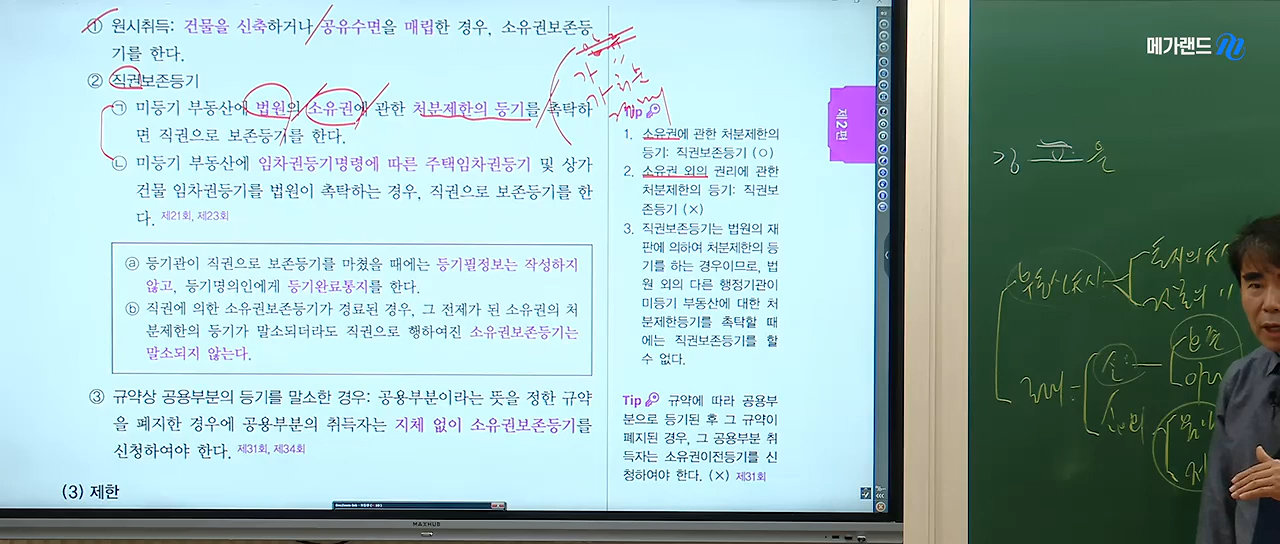 ① 원시취득: 건물을 신축하거나 공유수면을 매립한 경우, 소유권보존등
기를 한다.
② 직권보존등기
㉠ 미등기 부동산에 법원의 소유권에 관한 처분제한의 등기를 촉탁하
면 직권으로 보존등기를 한다.
㉡ 미등기 부동산에 임차권등기명령에 따른 주택임차권등기 및 상가
건물 임차권등기를 법원이 촉탁하는 경우, 직권으로 보존등기를 한
다. 제21회, 제23회
ⓐ 등기관이 직권으로 보존등기를 마쳤을 때에는 등기필정보는 작성하지
않고, 등기명의인에게 등기완료통지를 한다.
ⓑ 직권에 의한 소유권보존등기가 경료된 경우, 그 전제가 된 소유권의 처
분제한의 등기가 말소되더라도 직권으로 행하여진 소유권보존등기는
말소되지 않는다.
③ 규약상 공용부분의 등기를 말소한 경우: 공용부분이라는 뜻을 정한 규약
을 폐지한 경우에 공용부분의 취득자는 지체 없이 소유권보존등기를
신청하여야 한다. 제31회, 제34회
(3) 제한
Tip
1. 소유권에 관한 처분제한의
등기: 직권보존등기 (○)
2. 소유권 외의 권리에 관한
처분제한의 등기: 직권보
존등기 (×)
3. 직권보존등기는 법원의 재
판에 의하여 처분제한의 등
기를 하는 경우이므로, 법
원 외의 다른 행정기관이
미등기 부동산에 대한 처
분제한등기를 촉탁할 때
에는 직권보존등기를 할
수 없다.
Tip 규약에 따라 공용부
분으로 등기된 후 그 규약이
폐지된 경우, 그 공용부분 취
득자는 소유권이전등기를 신
청하여야 한다. (×) 제31회
제2편
MAXHUB
메가랜드